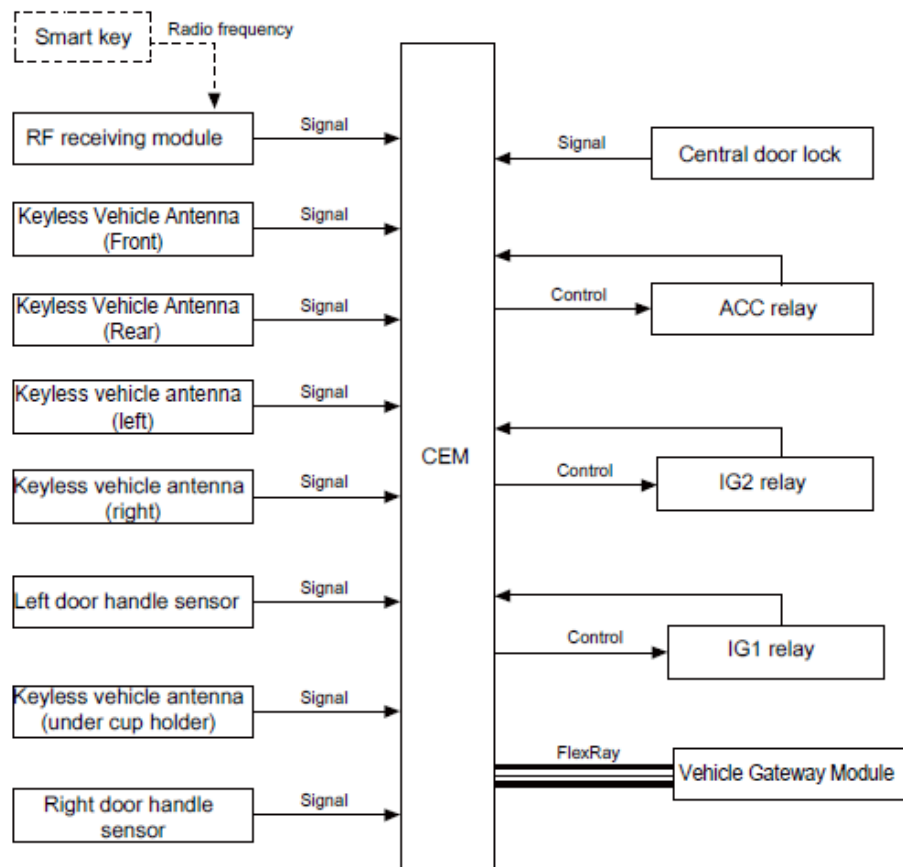 Smart key
Radio frequency
RF receiving module
Signal
Keyless Vehicle Antenna
(Front)
Signal
Keyless Vehicle Antenna
(Rear)
Signal
Keyless vehicle antenna
(left)
Signal
Keyless vehicle antenna
(right)
Signal
Left door handle sensor
Signal
Keyless vehicle antenna
(under cup holder)
Signal
Right door handle
sensor
Signal
CEM
Signal
Central door lock
Control
ACC relay
Control
IG2 relay
Control
IG1 relay
FlexRay
Vehicle Gateway Module